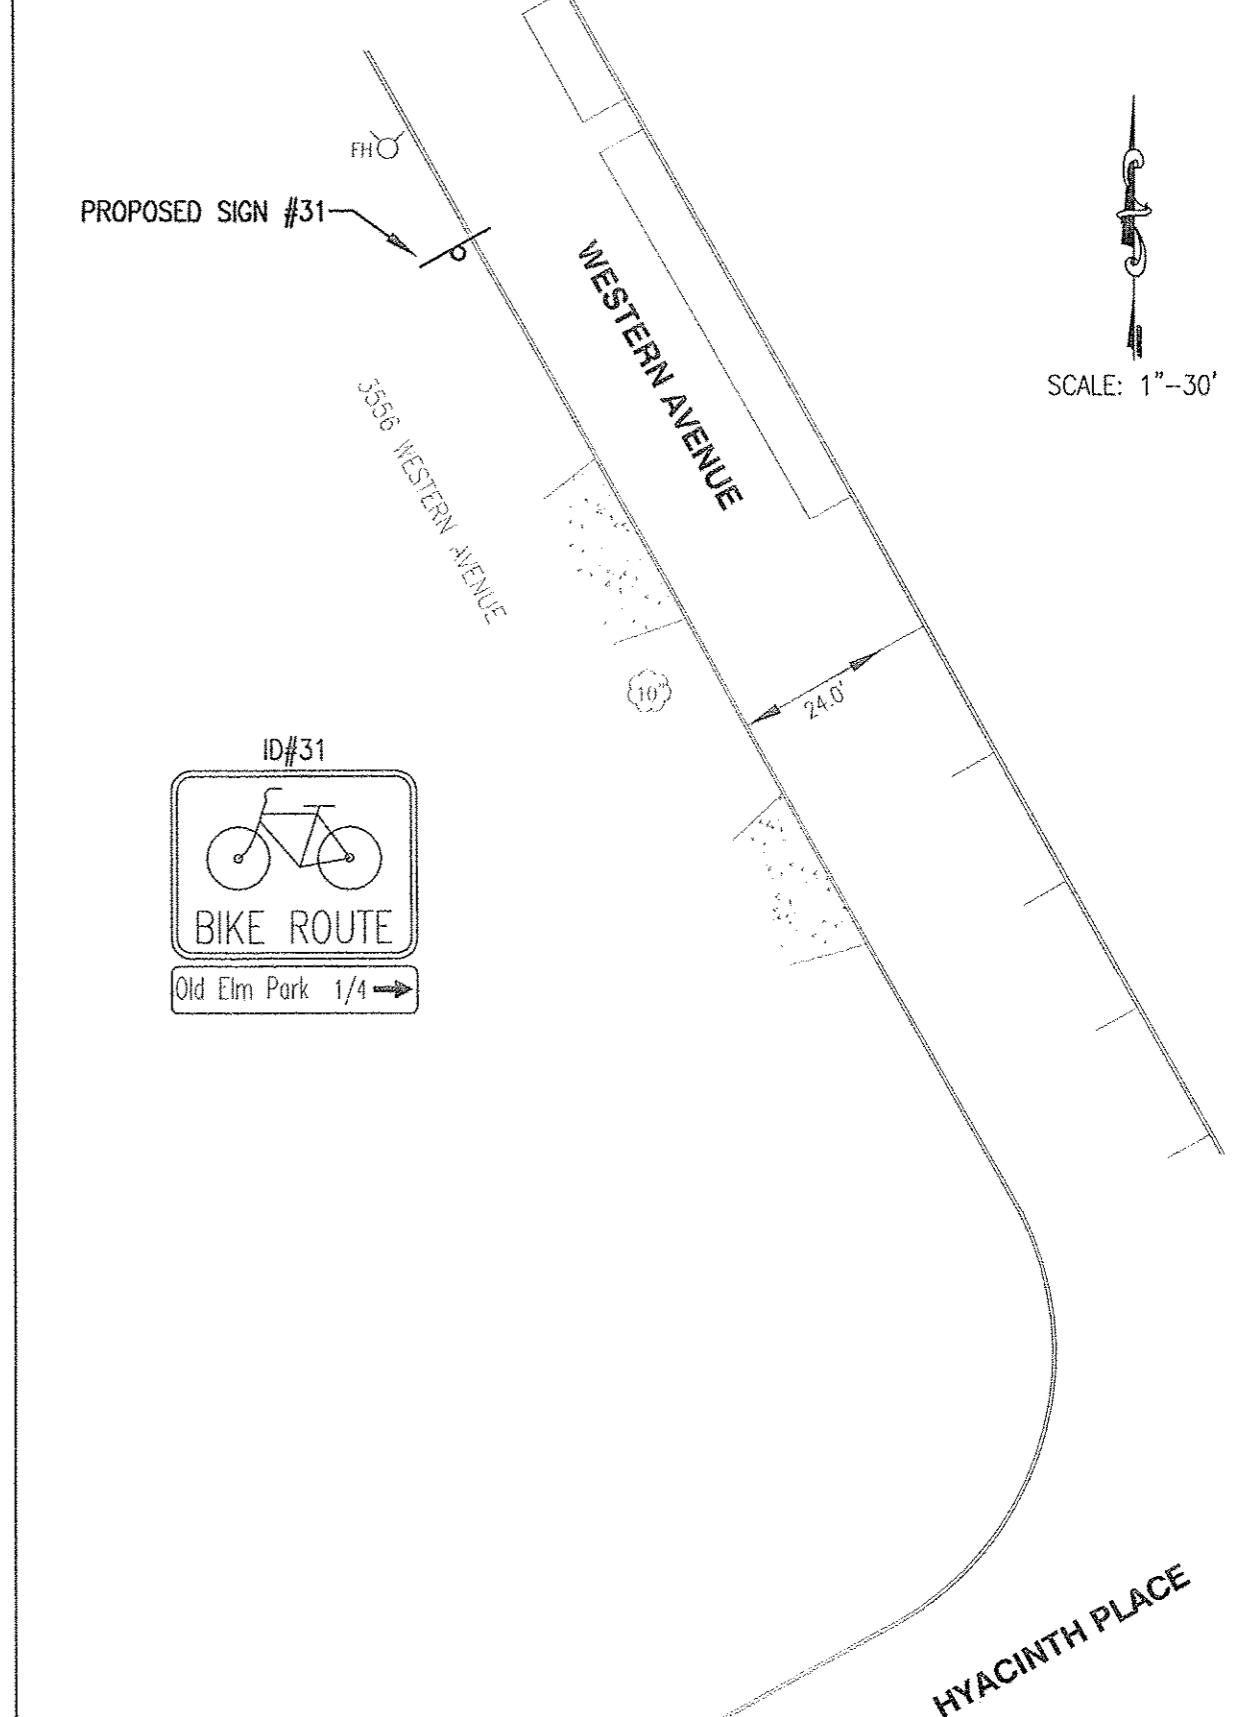 FH
PROPOSED SIGN #31
WESTERN AVENUE
SCALE: 1"--30'
3556 WESTERN AVENUE
10"
24.0'
ID#31
BIKE ROUTE
Old Elm Park 1/4
HYACINTH PLACE